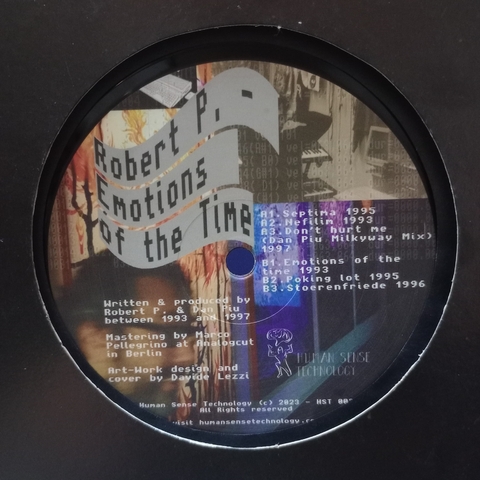 Robert P. -
Emotions
of the Time
A1.Septima 1995
A2.Nefilim 1993
A3.Don't hurt me
(Dan Piu Milkyway Mix)
1997
B1.Emotions of the
time 1993
B2.Poking lot 1995
B3.Stoerenfriede 1996
Written & produced by
Robert P. & Dan Piu
between 1993 and 1997
Mastering by Marco
Pellegrino at Analogcut
in Berlin
Art-Work design and
cover by Davide Lezzi
HUMAN SENSE
TECHNOLOGY
Human Sense Technology (c) 2023 - HST
All Rights reserved
visit humansensetechnology.